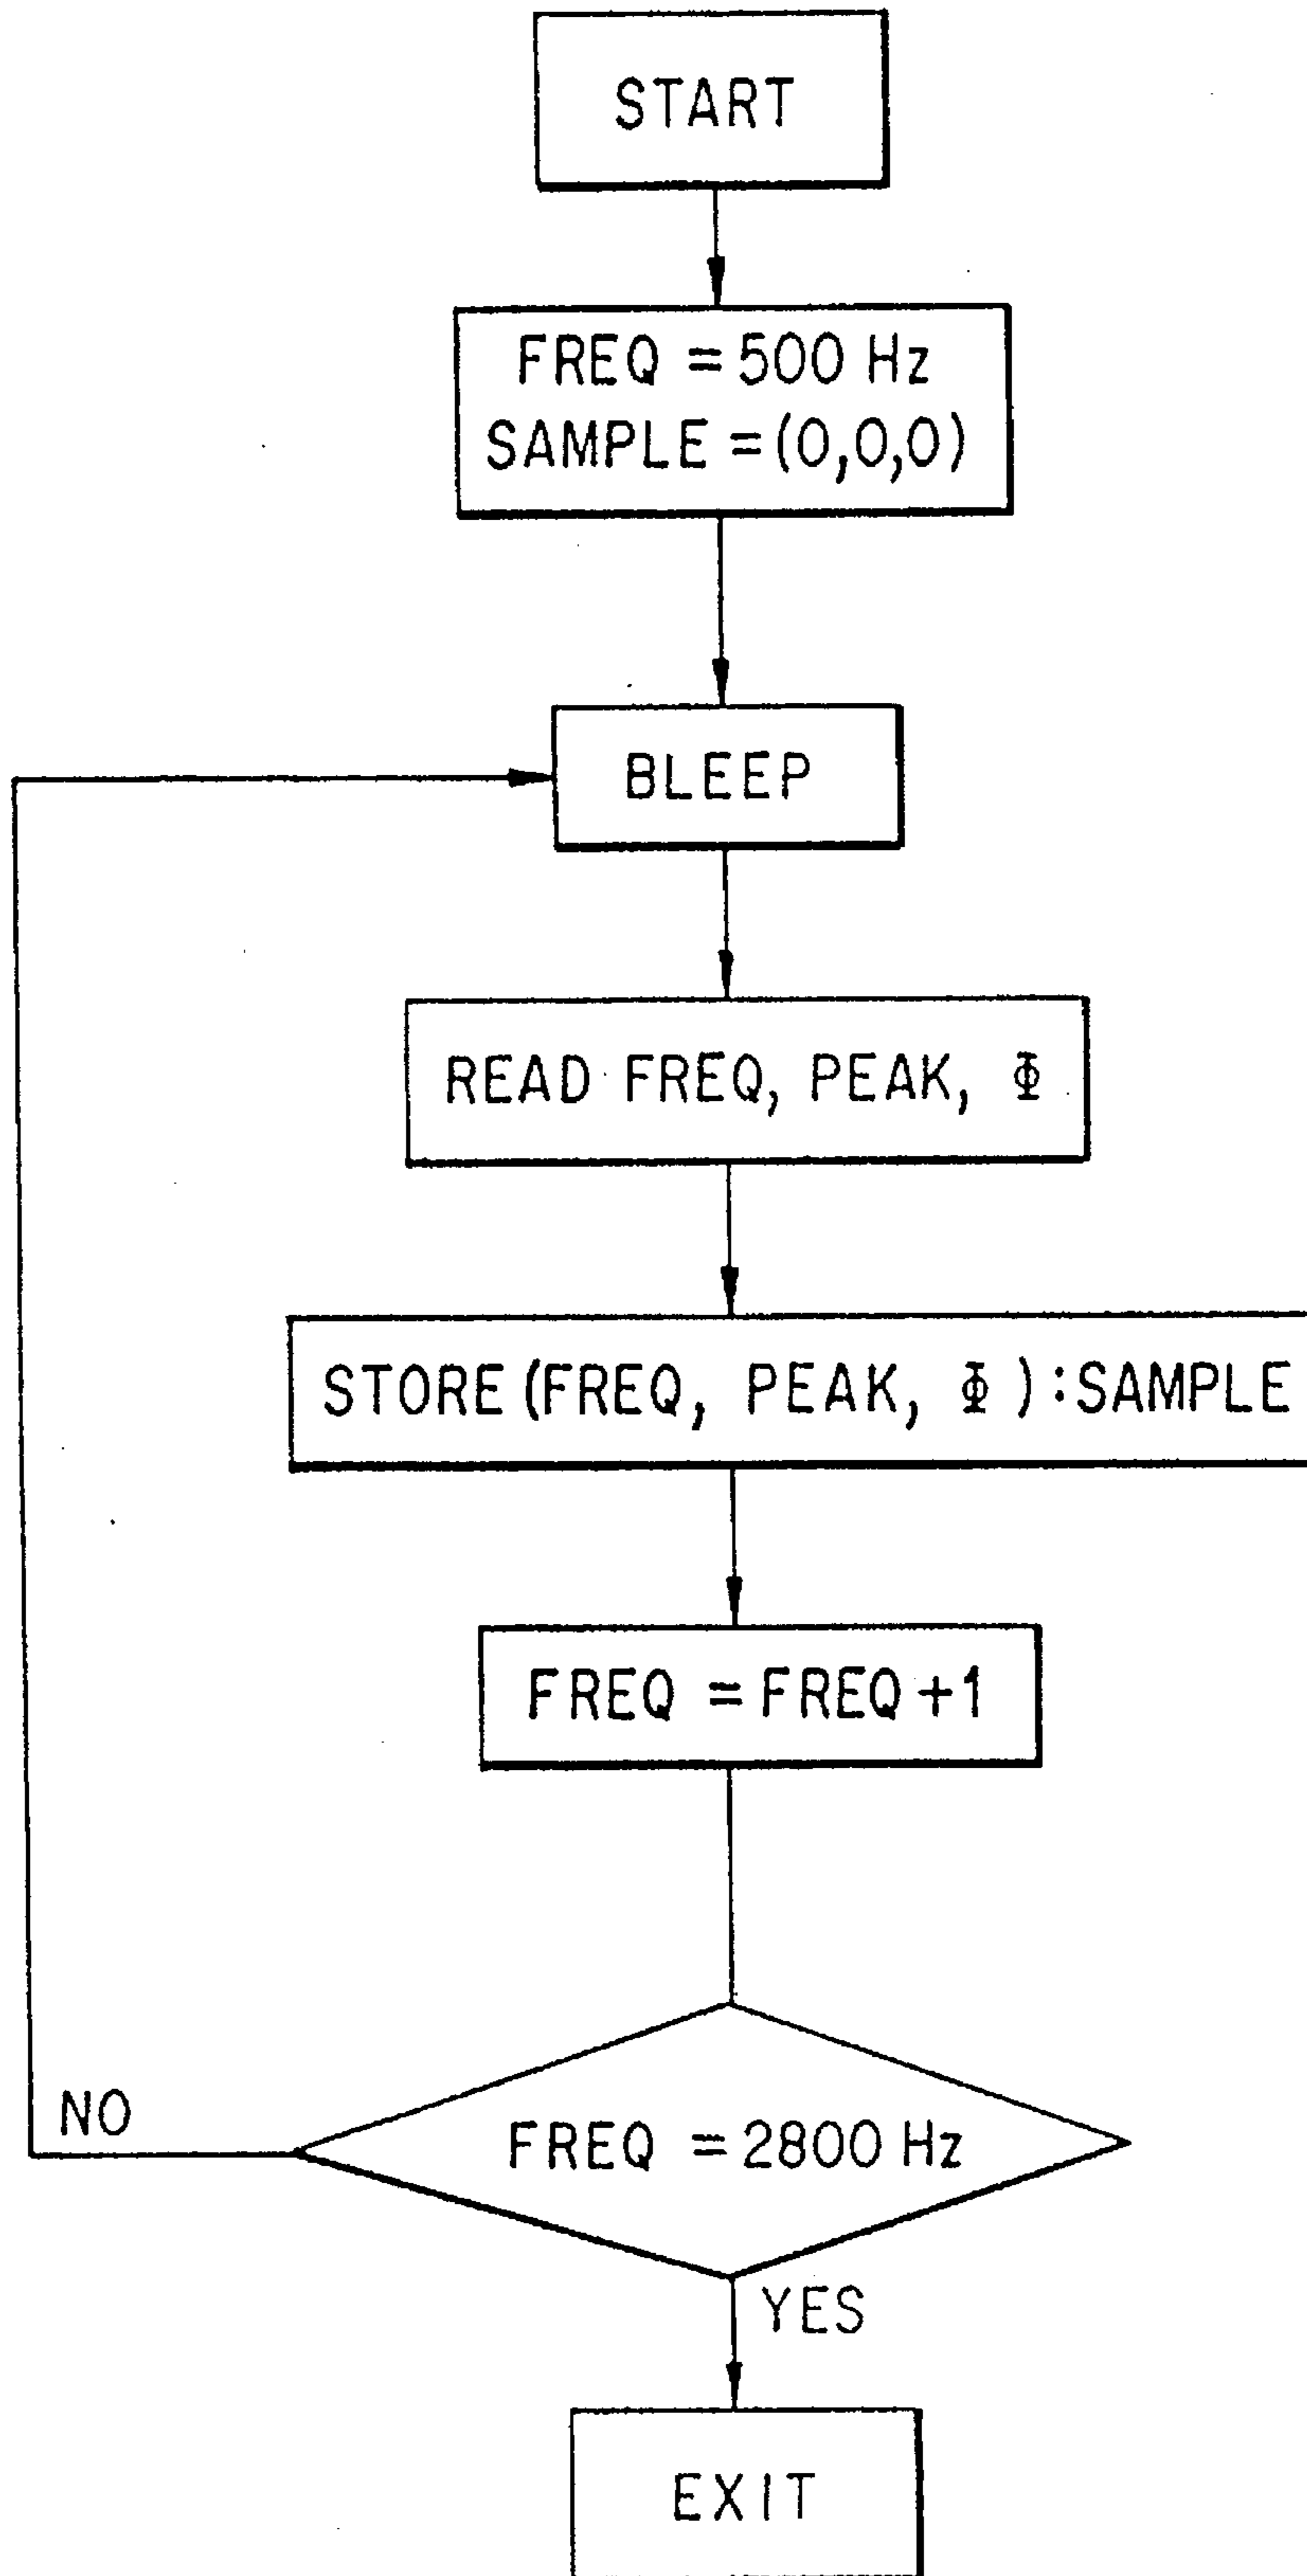 START
FREQ = 500 Hz
SAMPLE = (0,0,0)
BLEEP
READ FREQ, PEAK, Φ
STORE (FREQ, PEAK, Φ ) : SAMPLE
FREQ = FREQ +1
NO
FREQ = 2800 Hz
YES
EXIT